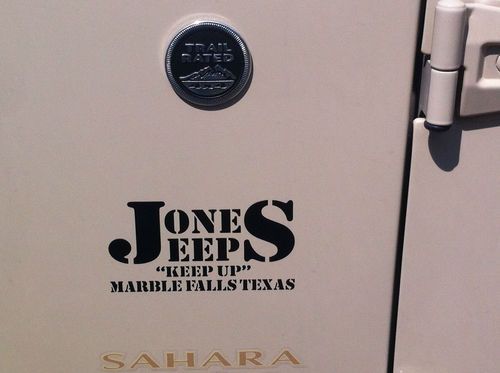 TRAIL
RATED
JONES
JEEPS
"KEEP UP"
MARBLE FALLS TEXAS
SAHARA